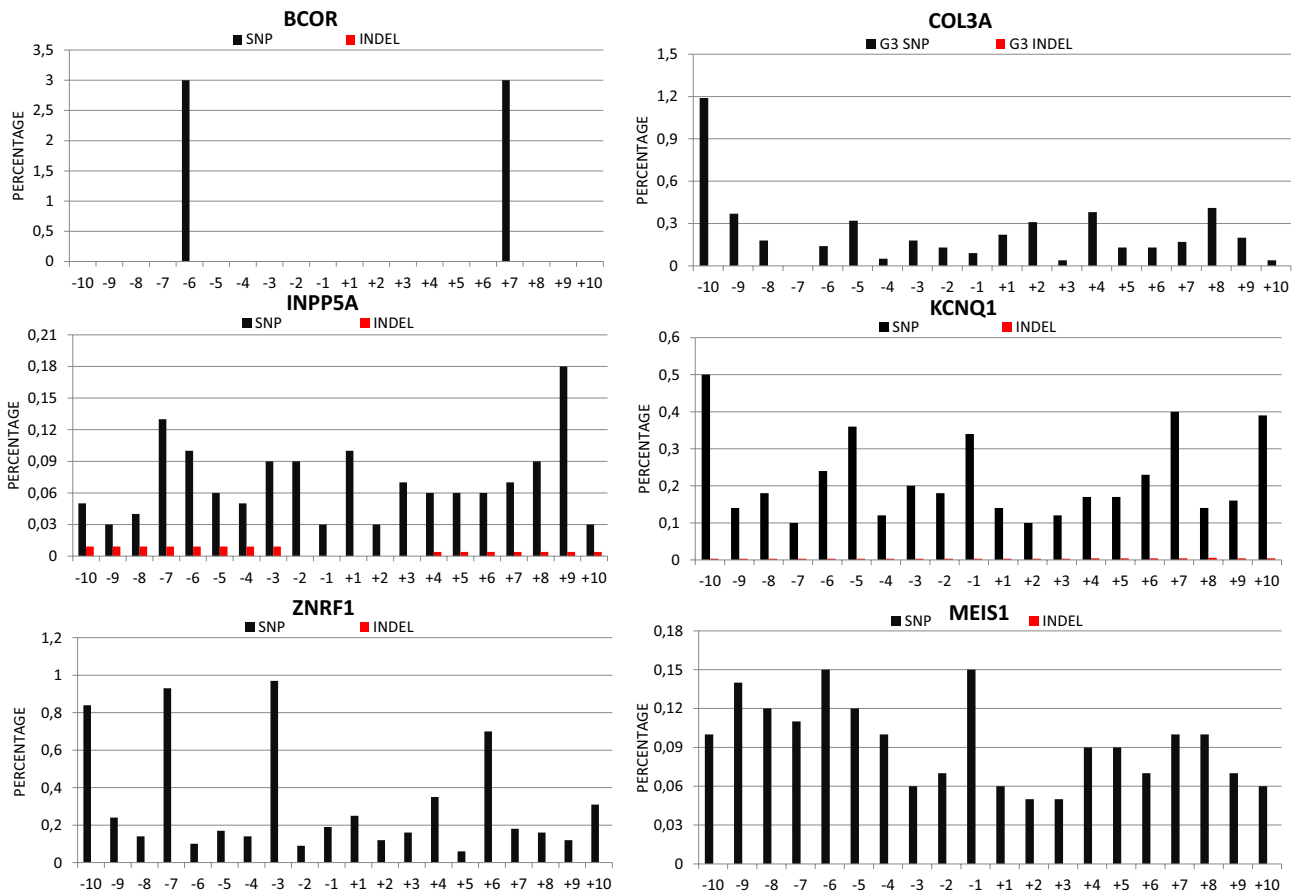 BCOR
SNP INDEL
PERCENTAGE
3,5
3
2,5
2
1,5
1
0,5
0
-10 -9 -8 -7 -6 -5 -4 -3 -2 -1 +1 +2 +3 +4 +5 +6 +7 +8 +9 +10
COL3A
G3 SNP G3 INDEL
PERCENTAGE
1,5
1,2
0,9
0,6
0,3
0
-10 -9 -8 -7 -6 -5 -4 -3 -2 -1 +1 +2 +3 +4 +5 +6 +7 +8 +9 +10
INPP5A
SNP INDEL
PERCENTAGE
0,21
0,18
0,15
0,12
0,09
0,06
0,03
0
-10 -9 -8 -7 -6 -5 -4 -3 -2 -1 +1 +2 +3 +4 +5 +6 +7 +8 +9 +10
KCNQ1
SNP INDEL
PERCENTAGE
0,6
0,5
0,4
0,3
0,2
0,1
0
-10 -9 -8 -7 -6 -5 -4 -3 -2 -1 +1 +2 +3 +4 +5 +6 +7 +8 +9 +10
ZNRF1
SNP INDEL
PERCENTAGE
1,2
1
0,8
0,6
0,4
0,2
0
-10 -9 -8 -7 -6 -5 -4 -3 -2 -1 +1 +2 +3 +4 +5 +6 +7 +8 +9 +10
MEIS1
SNP INDEL
PERCENTAGE
0,18
0,15
0,12
0,09
0,06
0,03
0
-10 -9 -8 -7 -6 -5 -4 -3 -2 -1 +1 +2 +3 +4 +5 +6 +7 +8 +9 +10